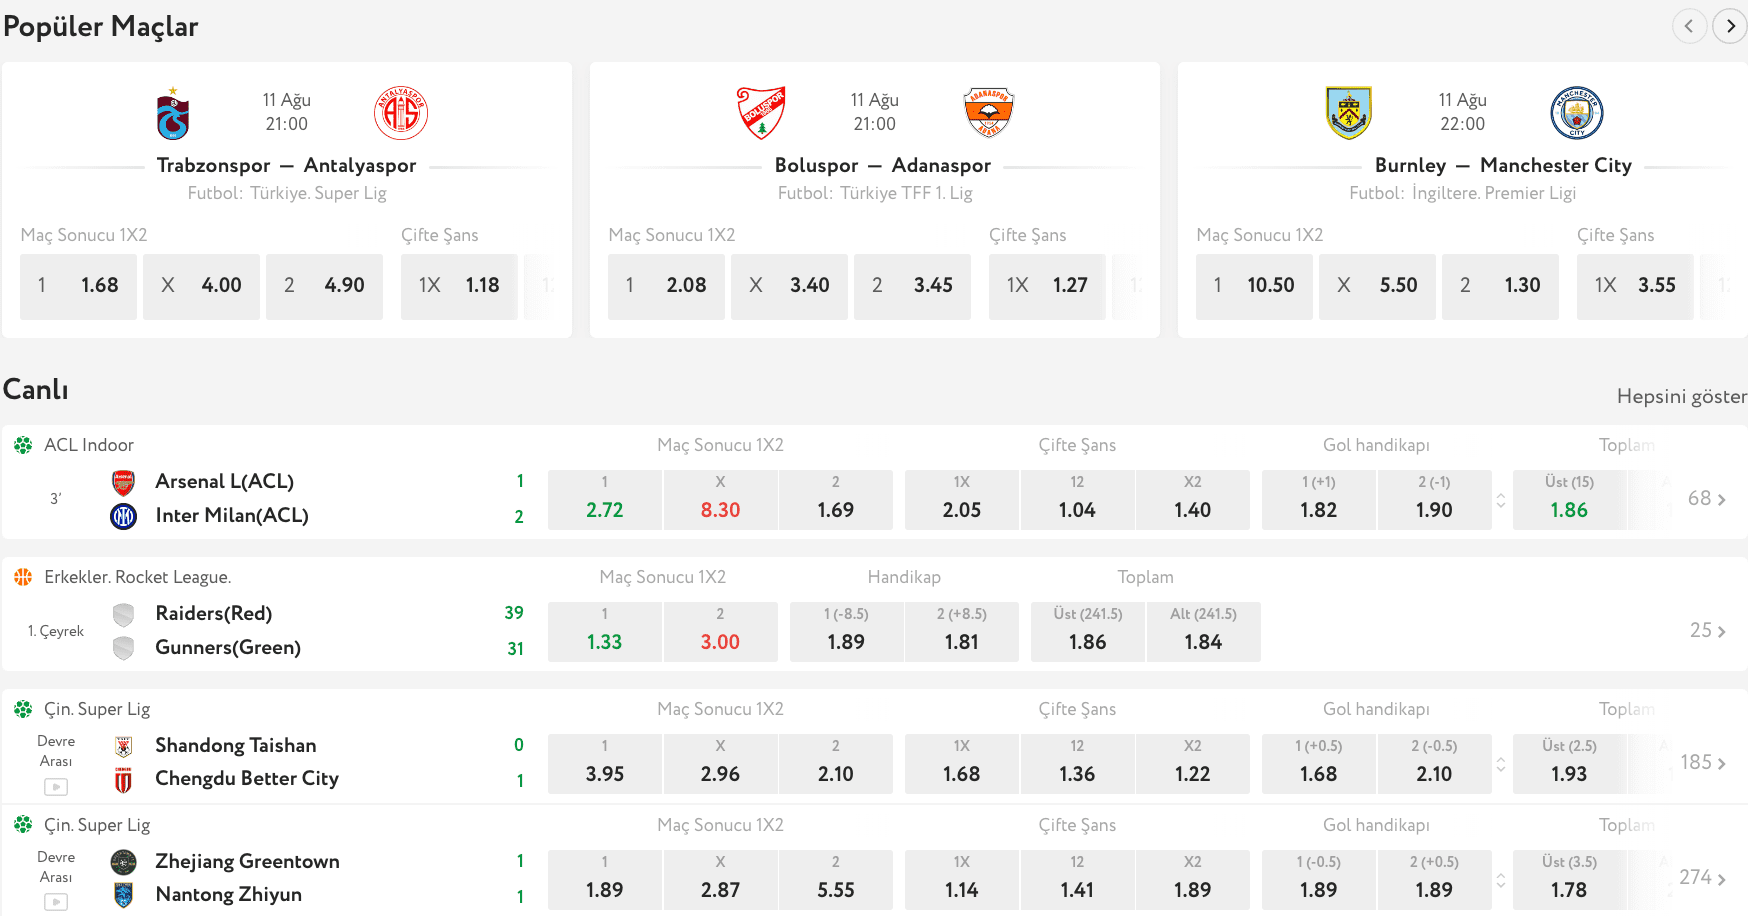 Popüler Maçlar
11 Ağu
21:00
Trabzonspor — Antalyaspor
Futbol: Türkiye. Super Lig
Maç Sonucu 1X2 Çifte Şans
1 1.68 X 4.00 2 4.90 1X 1.18 12
11 Ağu
21:00
Boluspor — Adanaspor
Futbol: Türkiye TFF 1. Lig
Maç Sonucu 1X2 Çifte Şans
1 2.08 X 3.40 2 3.45 1X 1.27 12
11 Ağu
22:00
Burnley — Manchester City
Futbol: İngiltere. Premier Ligi
Maç Sonucu 1X2 Çifte Şans
1 10.50 X 5.50 2 1.30 1X 3.55 12
Canlı Hepsini göster
ACL Indoor Maç Sonucu 1X2 Çifte Şans Gol handikapı Toplam
3’
Arsenal L(ACL) 1
Inter Milan(ACL) 2
1 X 2 1X 12 X2 1 (+1) 2 (-1) Üst (15)
2.72 8.30 1.69 2.05 1.04 1.40 1.82 1.90 1.86
68
Erkekler. Rocket League. Maç Sonucu 1X2 Handikap Toplam
1. Çeyrek
Raiders(Red) 39
Gunners(Green) 31
1 2 1 (-8.5) 2 (+8.5) Üst (241.5) Alt (241.5)
1.33 3.00 1.89 1.81 1.86 1.84
25
Çin. Super Lig Maç Sonucu 1X2 Çifte Şans Gol handikapı Toplam
Devre
Arası
Shandong Taishan 0
Chengdu Better City 1
1 X 2 1X 12 X2 1 (+0.5) 2 (-0.5) Üst (2.5)
3.95 2.96 2.10 1.68 1.36 1.22 1.68 2.10 1.93
185
Çin. Super Lig Maç Sonucu 1X2 Çifte Şans Gol handikapı Toplam
Devre
Arası
Zhejiang Greentown 1
Nantong Zhiyun 1
1 X 2 1X 12 X2 1 (-0.5) 2 (+0.5) Üst (3.5)
1.89 2.87 5.55 1.14 1.41 1.89 1.89 1.89 1.78
274